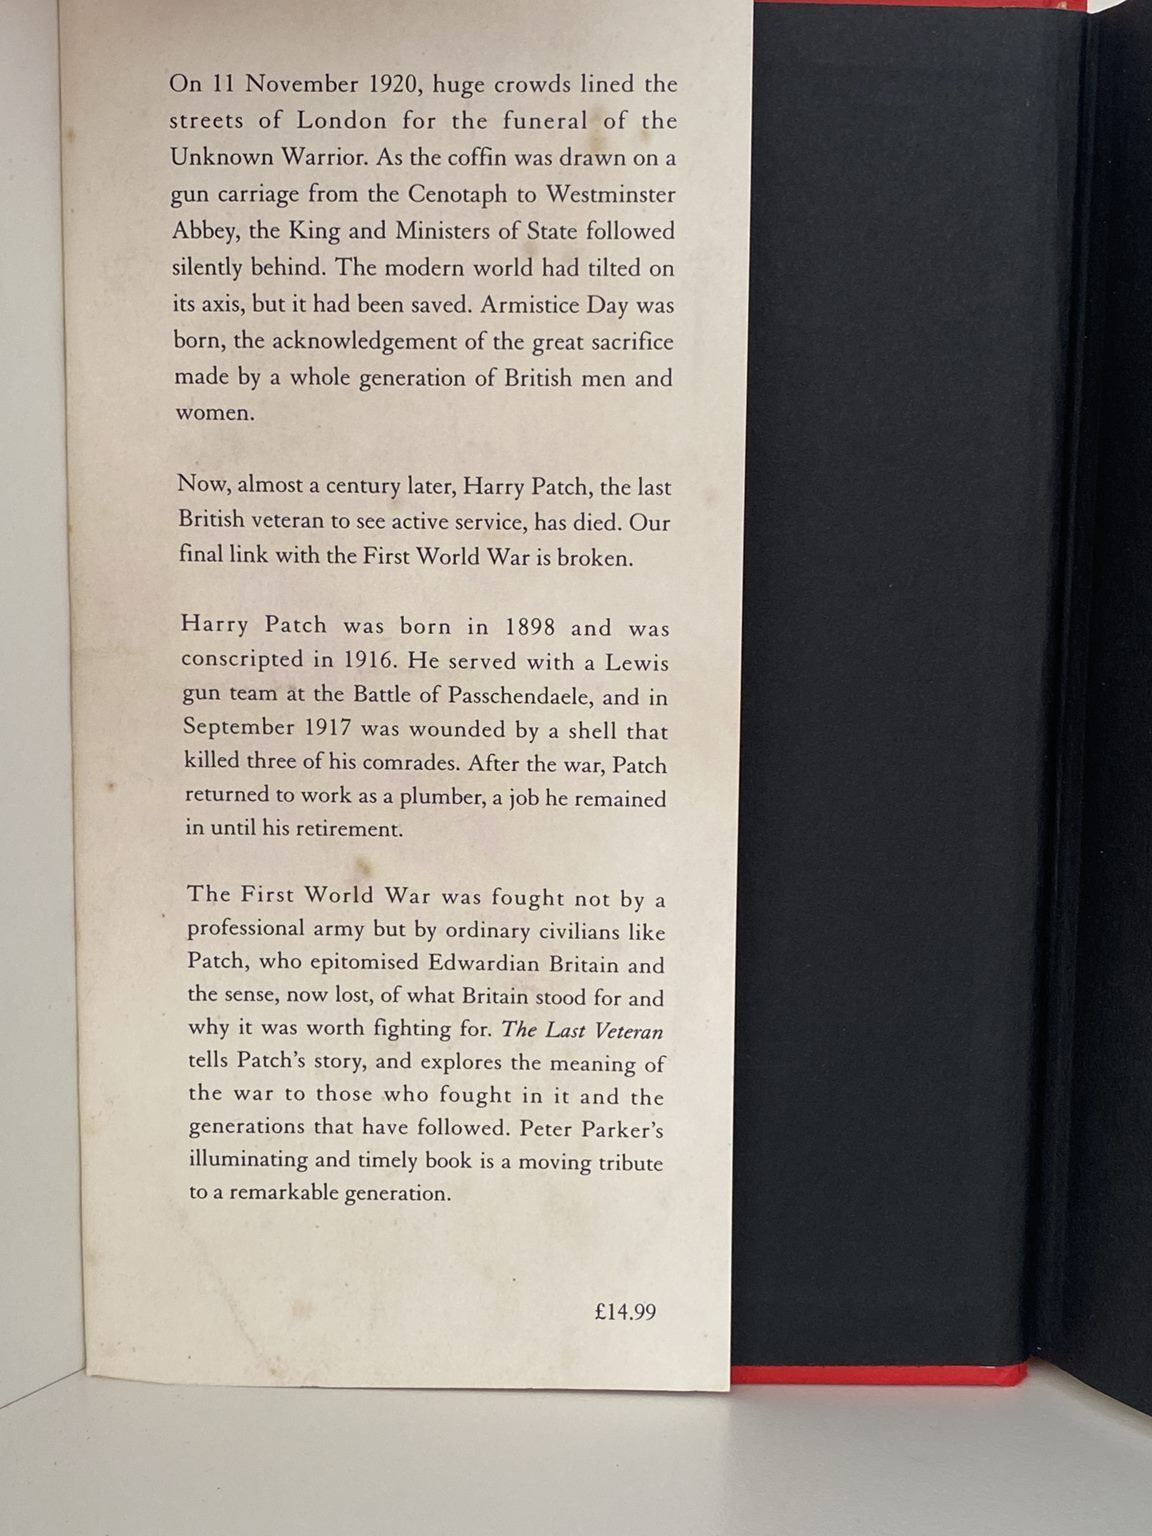 On 11 November 1920, huge crowds lined the
streets of London for the funeral of the
Unknown Warrior. As the coffin was drawn on a
gun carriage from the Cenotaph to Westminster
Abbey, the King and Ministers of State followed
silently behind. The modern world had tilted on
its axis, but it had been saved. Armistice Day was
born, the acknowledgement of the great sacrifice
made by a whole generation of British men and
women.
Now, almost a century later, Harry Patch, the last
British veteran to see active service, has died. Our
final link with the First World War is broken.
Harry Patch was born in 1898 and was
conscripted in 1916. He served with a Lewis
gun team at the Battle of Passchendaele, and in
September 1917 was wounded by a shell that
killed three of his comrades. After the war, Patch
returned to work as a plumber, a job he remained
in until his retirement.
The First World War was fought not by a
professional army but by ordinary civilians like
Patch, who epitomised Edwardian Britain and
the sense, now lost, of what Britain stood for and
why it was worth fighting for. The Last Veteran
tells Patch's story, and explores the meaning of
the war to those who fought in it and the
generations that have followed. Peter Parker's
illuminating and timely book is a moving tribute
to a remarkable generation.
£14.99